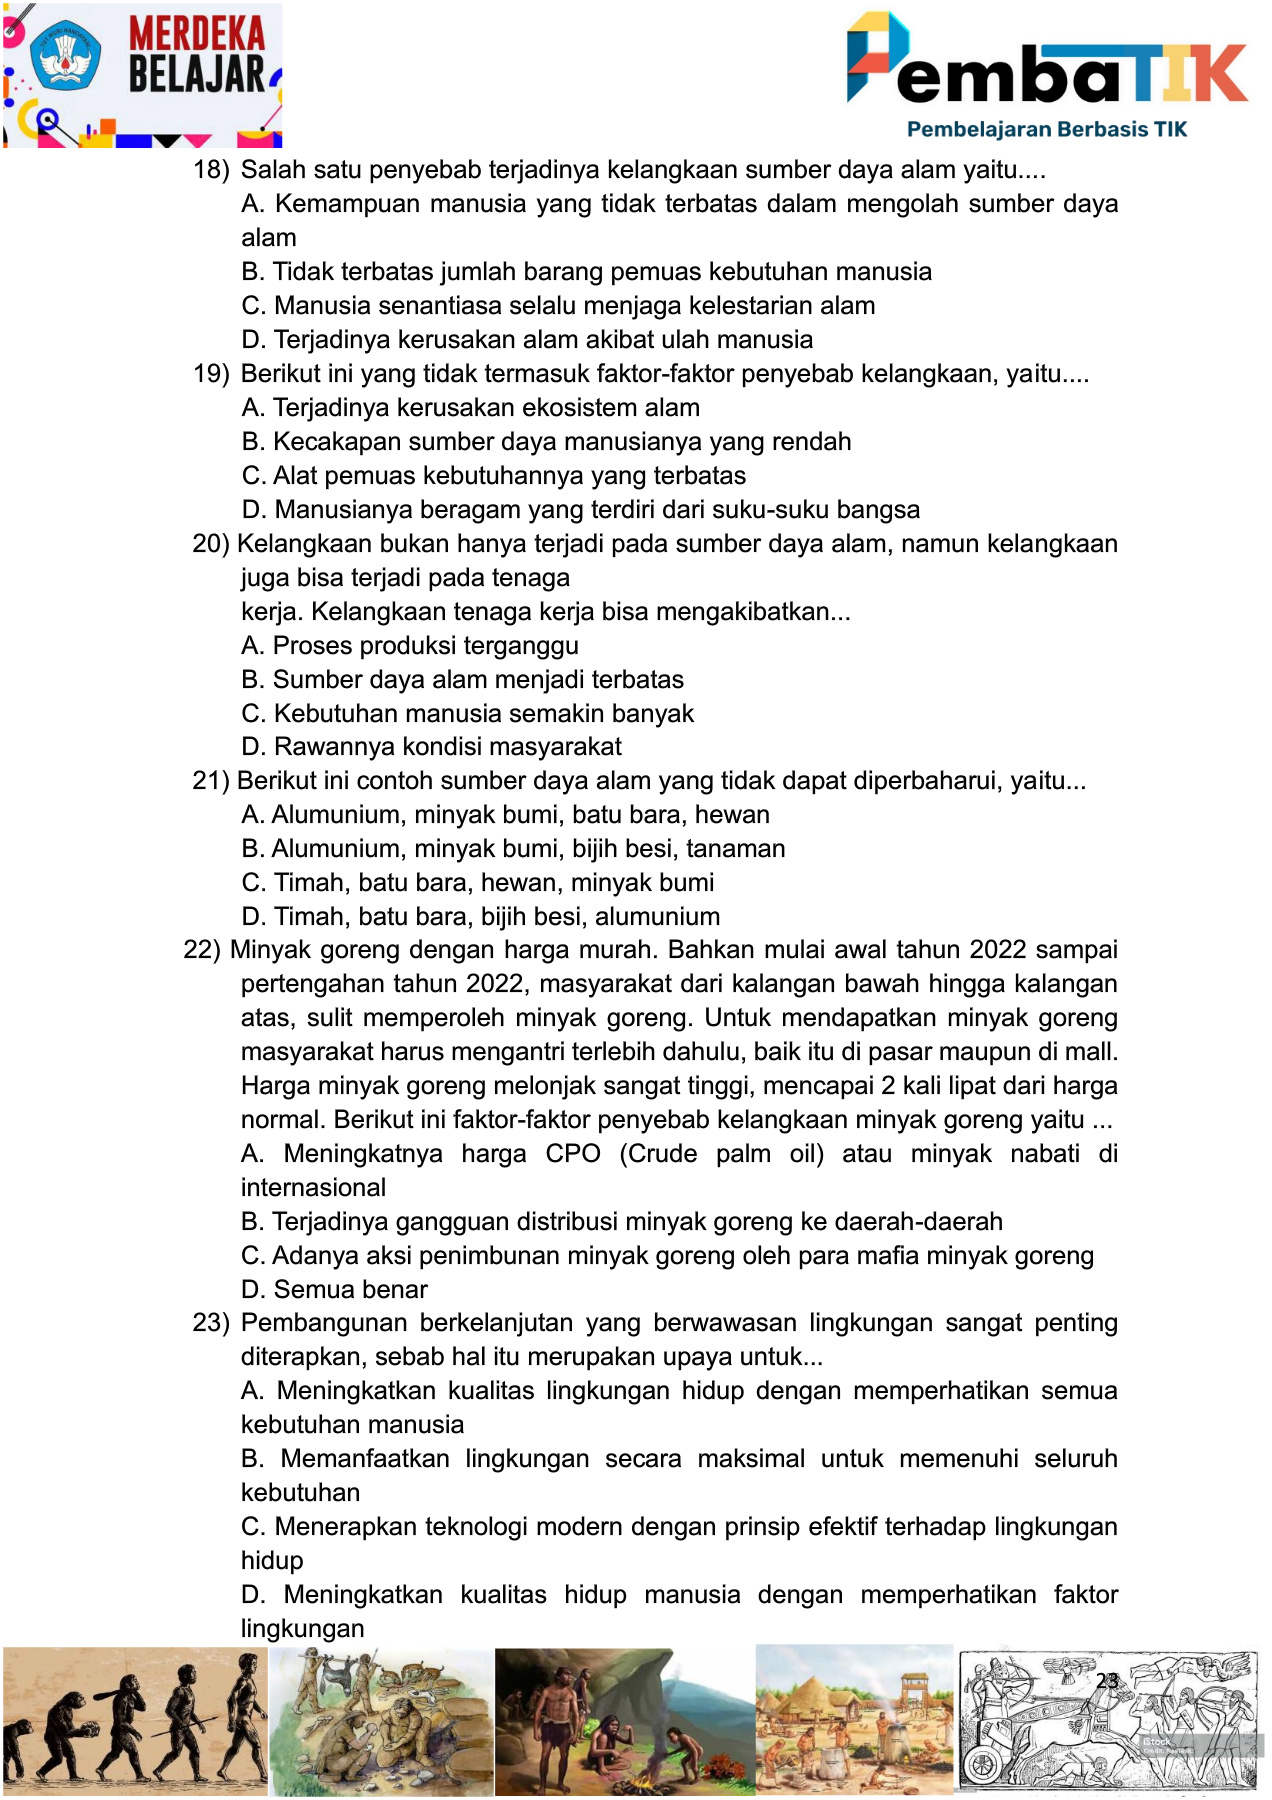 MERDEKA
BELAJAR
PembaTIK
Pembelajaran Berbasis TIK
18) Salah satu penyebab terjadinya kelangkaan sumber daya alam yaitu....
A. Kemampuan manusia yang tidak terbatas dalam mengolah sumber daya
alam
B. Tidak terbatas jumlah barang pemuas kebutuhan manusia
C. Manusia senantiasa selalu menjaga kelestarian alam
D. Terjadinya kerusakan alam akibat ulah manusia
19) Berikut ini yang tidak termasuk faktor-faktor penyebab kelangkaan, yaitu....
A. Terjadinya kerusakan ekosistem alam
B. Kecakapan sumber daya manusianya yang rendah
C. Alat pemuas kebutuhannya yang terbatas
D. Manusianya beragam yang terdiri dari suku-suku bangsa
20) Kelangkaan bukan hanya terjadi pada sumber daya alam, namun kelangkaan
juga bisa terjadi pada tenaga
kerja. Kelangkaan tenaga kerja bisa mengakibatkan...
A. Proses produksi terganggu
B. Sumber daya alam menjadi terbatas
C. Kebutuhan manusia semakin banyak
D. Rawannya kondisi masyarakat
21) Berikut ini contoh sumber daya alam yang tidak dapat diperbaharui, yaitu...
A. Alumunium, minyak bumi, batu bara, hewan
B. Alumunium, minyak bumi, bijih besi, tanaman
C. Timah, batu bara, hewan, minyak bumi
D. Timah, batu bara, bijih besi, alumunium
22) Minyak goreng dengan harga murah. Bahkan mulai awal tahun 2022 sampai
pertengahan tahun 2022, masyarakat dari kalangan bawah hingga kalangan
atas, sulit memperoleh minyak goreng. Untuk mendapatkan minyak goreng
masyarakat harus mengantri terlebih dahulu, baik itu di pasar maupun di mall.
Harga minyak goreng melonjak sangat tinggi, mencapai 2 kali lipat dari harga
normal. Berikut ini faktor-faktor penyebab kelangkaan minyak goreng yaitu ...
A. Meningkatnya harga CPO (Crude palm oil) atau minyak nabati di
internasional
B. Terjadinya gangguan distribusi minyak goreng ke daerah-daerah
C. Adanya aksi penimbunan minyak goreng oleh para mafia minyak goreng
D. Semua benar
23) Pembangunan berkelanjutan yang berwawasan lingkungan sangat penting
diterapkan, sebab hal itu merupakan upaya untuk...
A. Meningkatkan kualitas lingkungan hidup dengan memperhatikan semua
kebutuhan manusia
B. Memanfaatkan lingkungan secara maksimal untuk memenuhi seluruh
kebutuhan
C. Menerapkan teknologi modern dengan prinsip efektif terhadap lingkungan
hidup
D. Meningkatkan kualitas hidup manusia dengan memperhatikan faktor
lingkungan
23
iStock